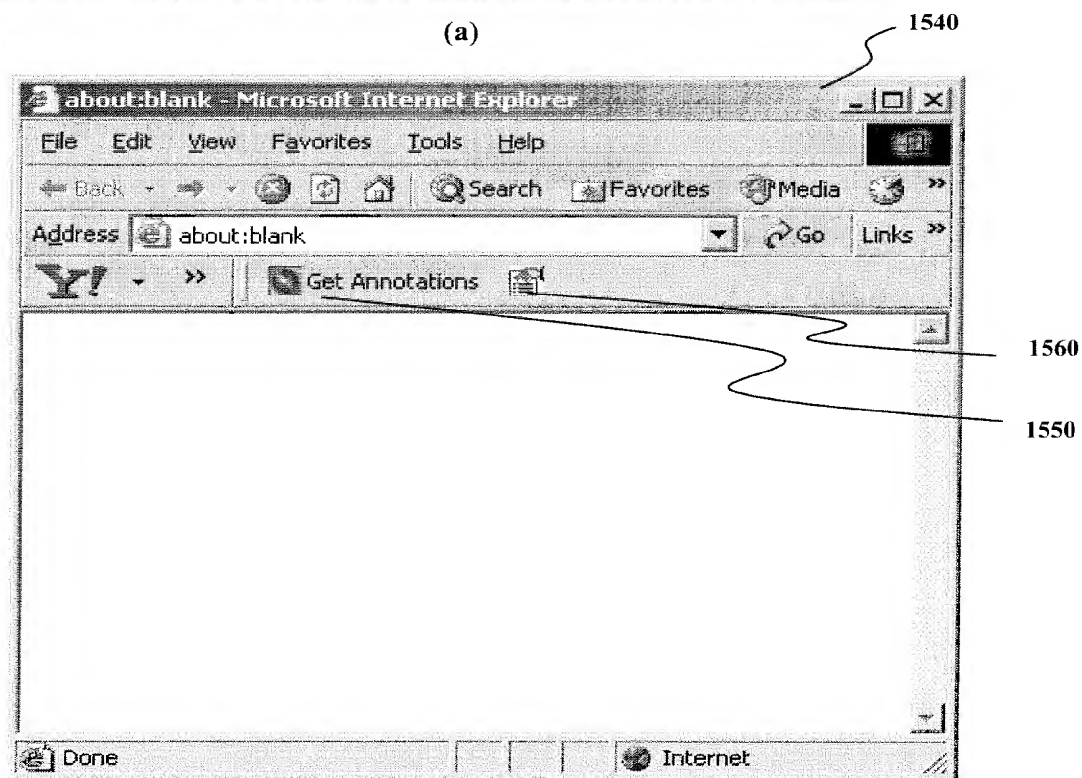 (a)
1540
about:blank - Microsoft Internet Explorer
File Edit View Favorites Tools Help
Back Search Favorites Media »
Address about:blank Go Links »
Y! » Get Annotations
1560
1550
Done Internet